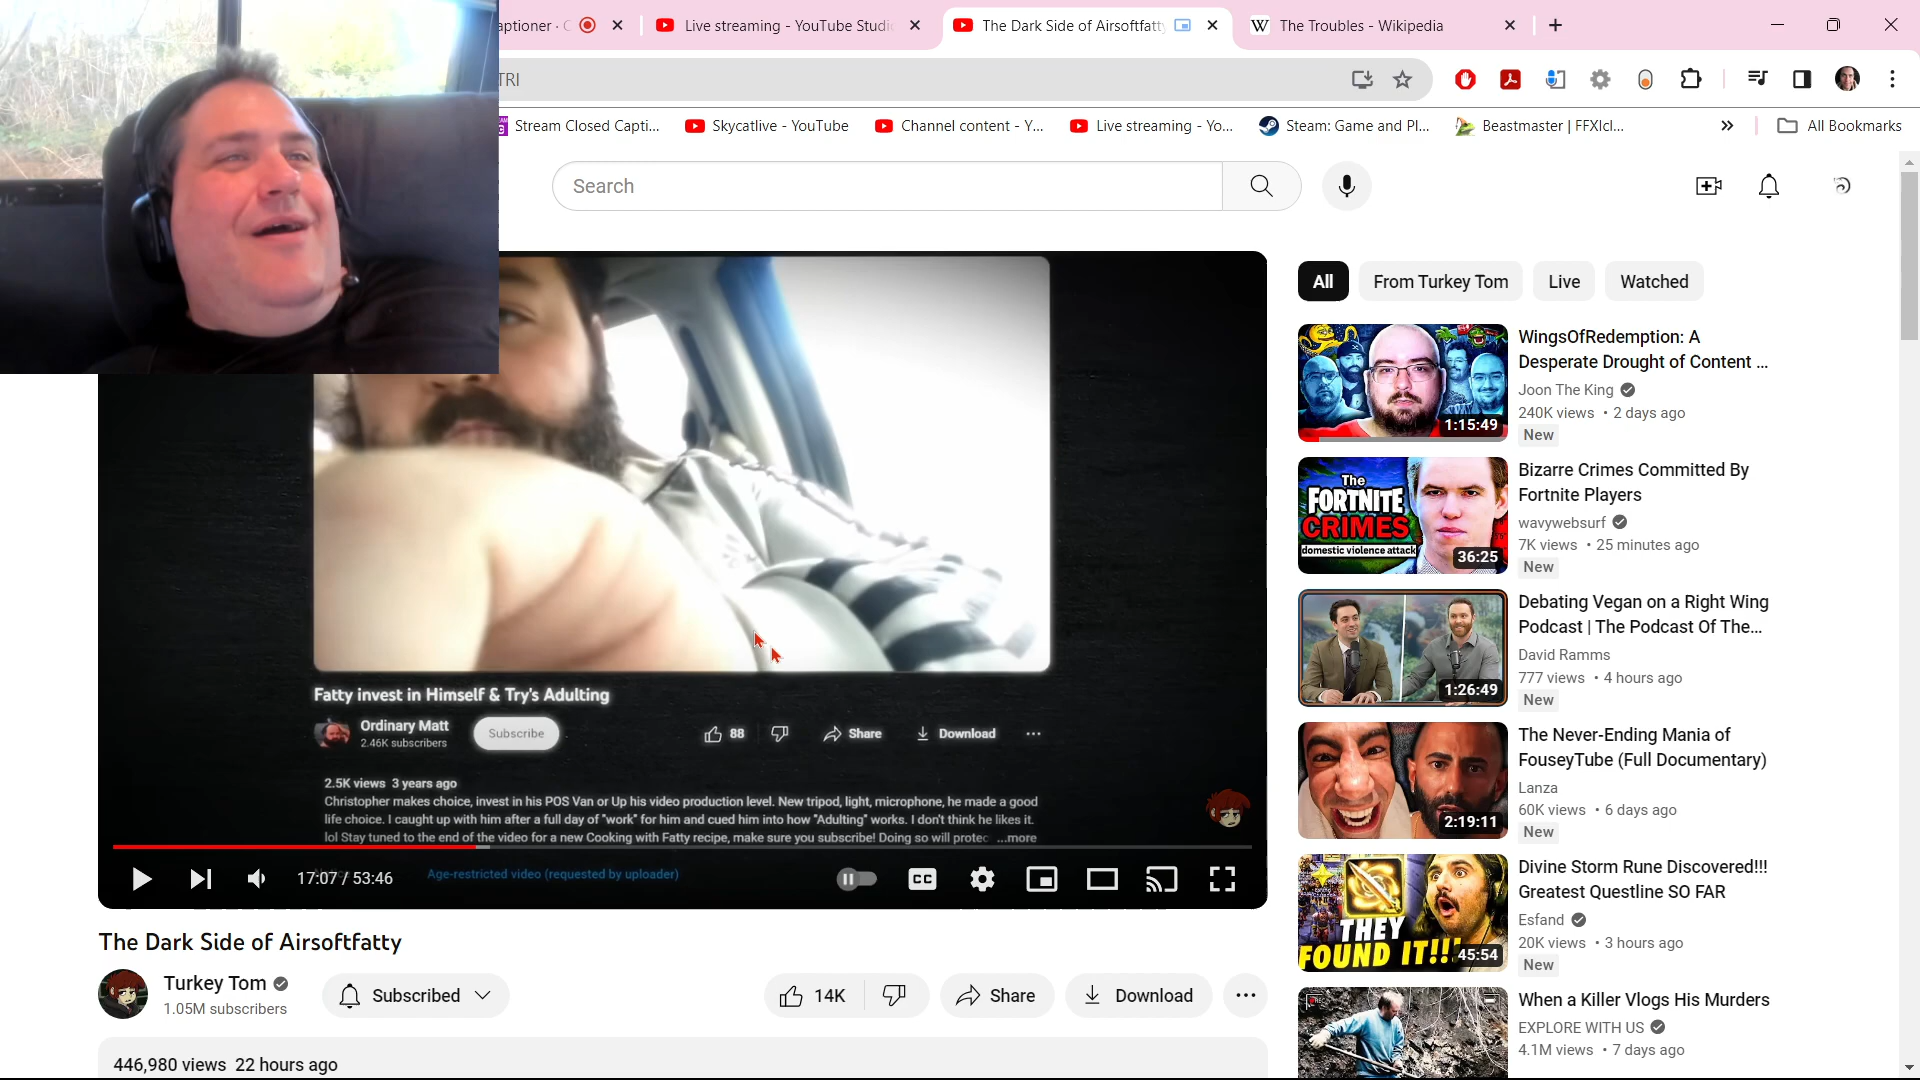 aptioner · C
Live streaming - YouTube Studi
The Dark Side of Airsoftfatty
W The Troubles - Wikipedia
TRI
Stream Closed Capti...
Skycatlive - YouTube
Channel content - Y...
Live streaming - Yo...
Steam: Game and Pl...
Beastmaster | FFXIcl...
All Bookmarks
Search
All
From Turkey Tom
Live
Watched
WingsOfRedemption: A
Desperate Drought of Content ...
Joon The King
240K views • 2 days ago
New
1:15:49
Bizarre Crimes Committed By
Fortnite Players
wavywebsurf
7K views • 25 minutes ago
New
The
FORTNITE
CRIMES
domestic violence attack
36:25
Debating Vegan on a Right Wing
Podcast | The Podcast Of The...
David Ramms
777 views • 4 hours ago
New
1:26:49
The Never-Ending Mania of
FouseyTube (Full Documentary)
Lanza
60K views • 6 days ago
New
2:19:11
Divine Storm Rune Discovered!!!
Greatest Questline SO FAR
Esfand
20K views • 3 hours ago
New
THEY
FOUND IT!!!
45:54
When a Killer Vlogs His Murders
EXPLORE WITH US
4.1M views • 7 days ago
REC
Fatty invest in Himself & Try's Adulting
Ordinary Matt
2.46K subscribers
Subscribe
88
Share
Download
2.5K views 3 years ago
Christopher makes choice, invest in his POS Van or Up his video production level. New tripod, light, microphone, he made a good
life choice. I caught up with him after a full day of "work" for him and cued him into how "Adulting" works. I don't think he likes it.
lol Stay tuned to the end of the video for a new Cooking with Fatty recipe, make sure you subscribe! Doing so will protec ...more
Age-restricted video (requested by uploader)
17:07 / 53:46
CC
The Dark Side of Airsoftfatty
Turkey Tom
1.05M subscribers
Subscribed
14K
Share
Download
446,980 views 22 hours ago